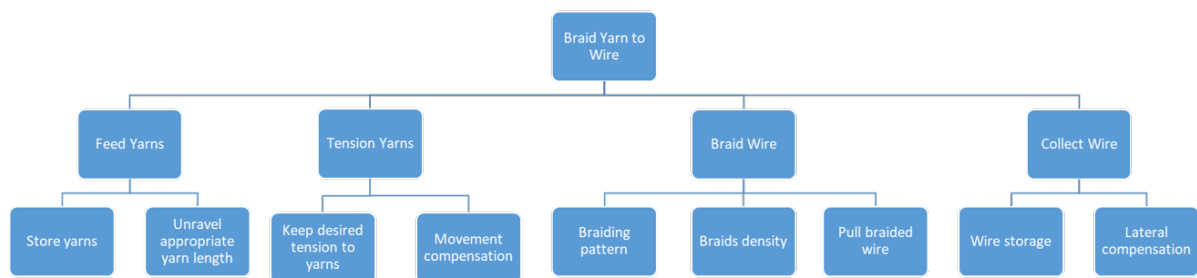 Braid Yarn to
Wire
Feed Yarns
Tension Yarns
Braid Wire
Collect Wire
Store yarns
Unravel
appropriate
yarn length
Keep desired
tension to
yarns
Movement
compensation
Braiding
pattern
Braids density
Pull braided
wire
Wire storage
Lateral
compensation